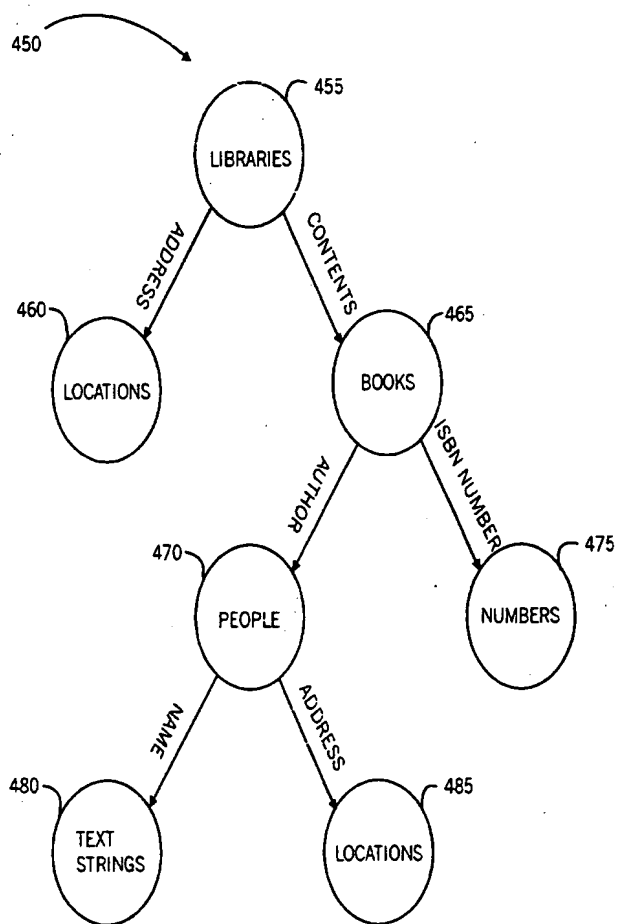 450
455
LIBRARIES
ADDRESS
CONTENTS
460
465
LOCATIONS
BOOKS
AUTHOR
ISBN NUMBER
470
475
PEOPLE
NUMBERS
NAME
ADDRESS
480
485
TEXT
STRINGS
LOCATIONS